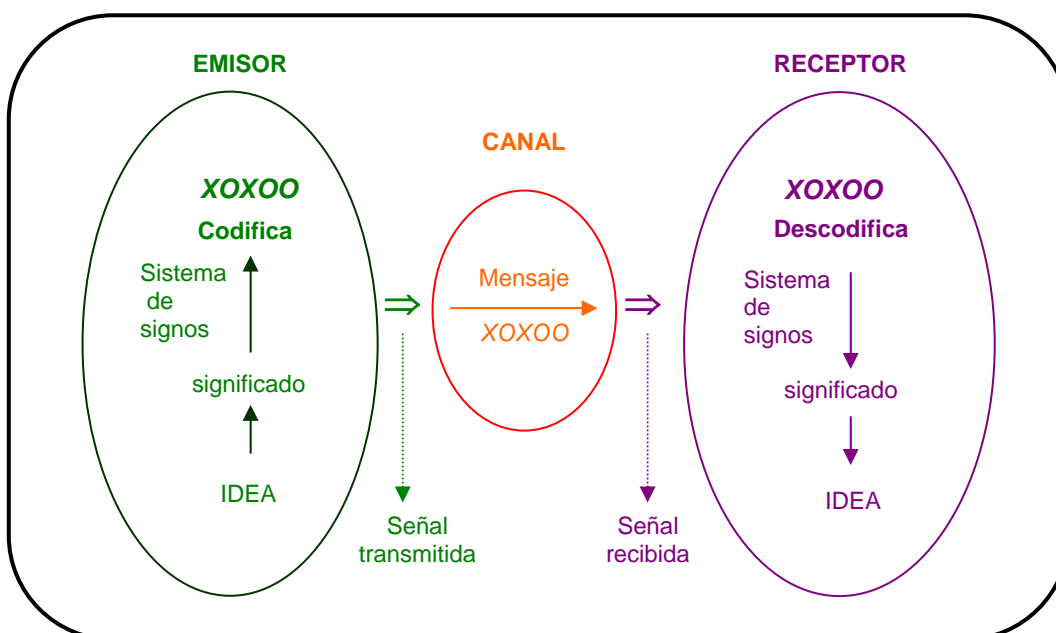 EMISOR
XOXOO
Codifica
Sistema
de
signos
significado
IDEA
Señal
transmitida
CANAL
Mensaje
XOXOO
Señal
recibida
RECEPTOR
XOXOO
Descodifica
Sistema
de
signos
significado
IDEA